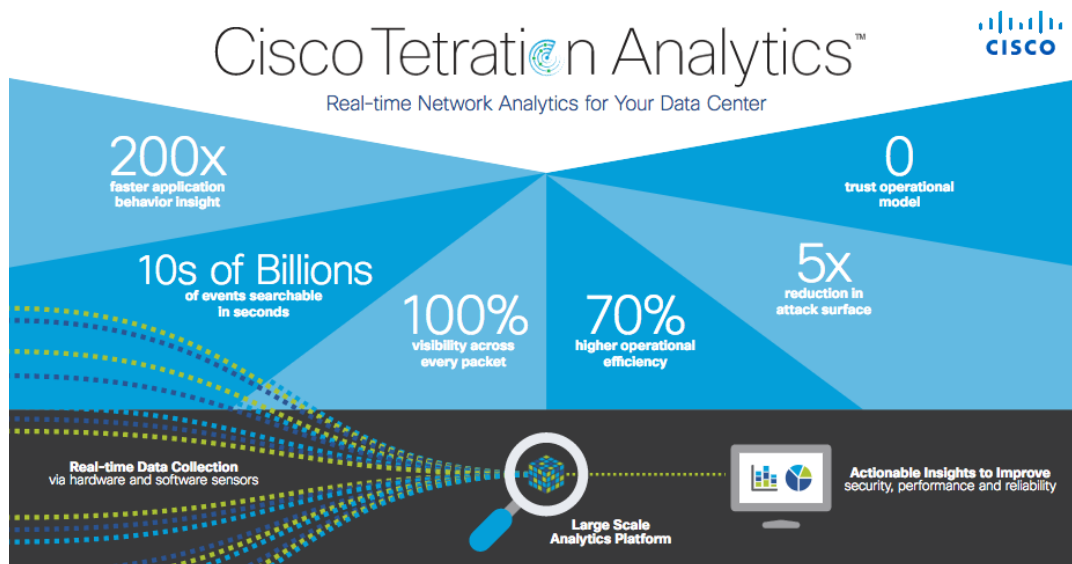 Cisco Tetration Analytics™
CISCO
Real-time Network Analytics for Your Data Center
200x
faster application
behavior insight
10s of Billions
of events searchable
in seconds
100%
visibility across
every packet
70%
higher operational
efficiency
5x
reduction in
attack surface
0
trust operational
model
Real-time Data Collection
via hardware and software sensors
Large Scale
Analytics Platform
Actionable Insights to Improve
security, performance and reliability